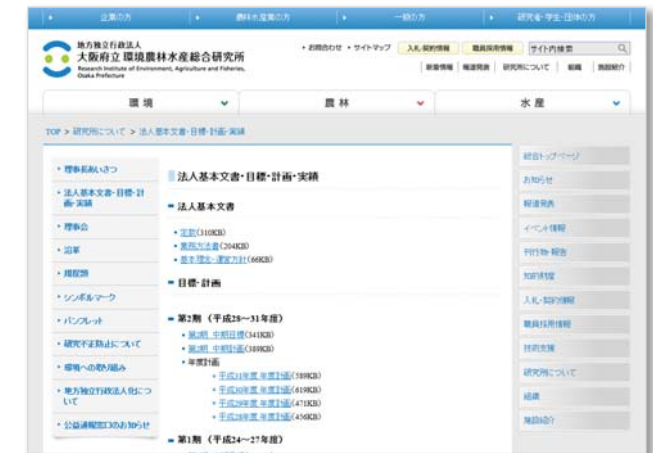 企業の方
農林水産業の方
一般の方
研究者・学生・団体の方
地方独立行政法人
大阪府立 環境農林水産総合研究所
Research Institute of Environment, Agriculture and Fisheries,
Osaka Prefecture
・お問合わせ ・サイトマップ
入札・契約情報
職員採用情報
サイト内検索
新着情報 報道発表 研究所について 組織 施設紹介
環境
農林
水産
TOP > 研究所について > 法人基本文書・目標・計画・実績
・理事長あいさつ
・法人基本文書・目標・計
画・実績
・理事会
・沿革
・シンボルマーク
・パンフレット
・研究不正防止について
・環境への取り組み
・地方独立行政法人化につ
いて
・公益通報窓口のお知らせ
法人基本文書・目標・計画・実績
法人基本文書
・定款(310KB)
・業務方法書(204KB)
・基本理念・運営方針(66KB)
目標・計画
第2期 (平成28～31年度)
・第2期 中期目標(341KB)
・第2期 中期計画(389KB)
・年度計画
・平成31年度 年度計画(589KB)
・平成30年度 年度計画(619KB)
・平成29年度 年度計画(471KB)
・平成28年度 年度計画(456KB)
第1期 (平成24～27年度)
総合トップページ
お知らせ
報道発表
イベント情報
刊行物・報告
知的財産
入札・契約情報
職員採用情報
技術支援
研究所について
組織
施設紹介